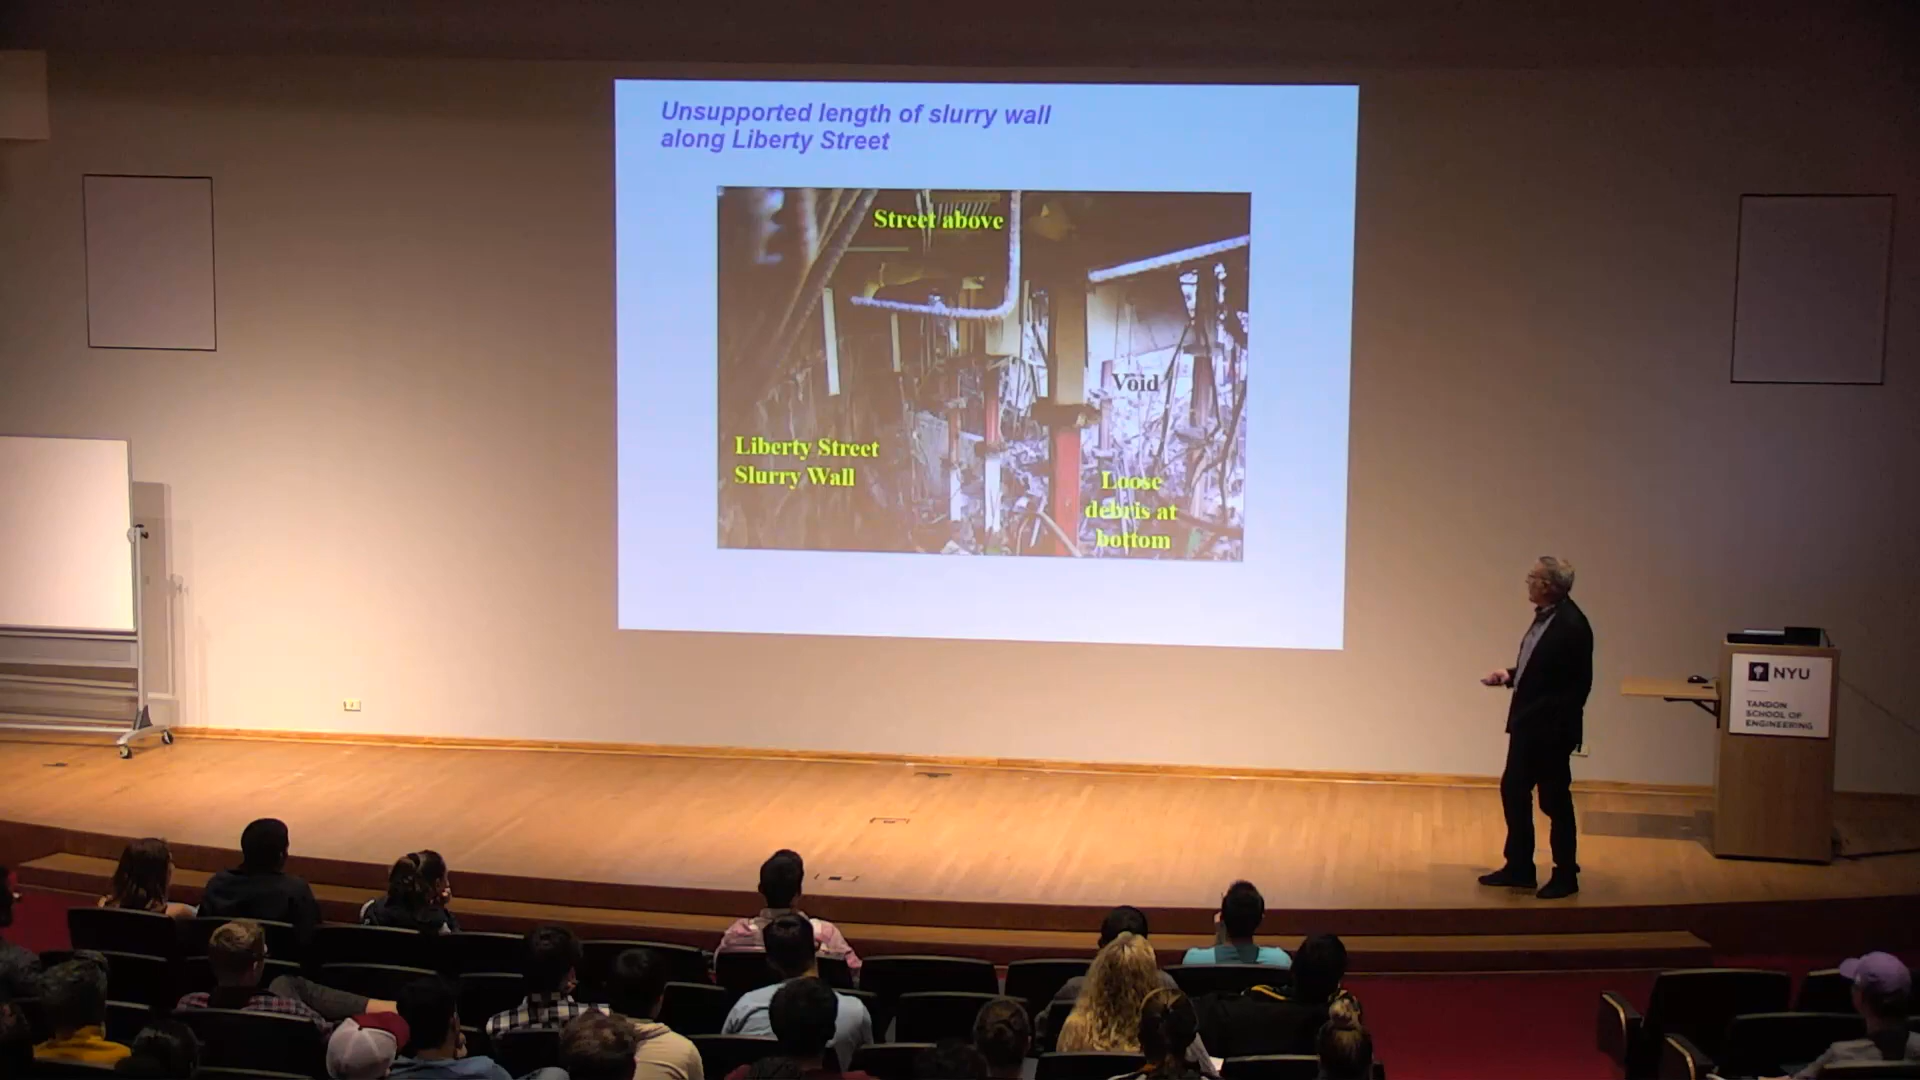 Unsupported length of slurry wall
along Liberty Street
Street above
Void
Liberty Street
Slurry Wall
Loose
debris at
bottom
NYU
TANDON
SCHOOL OF
ENGINEERING